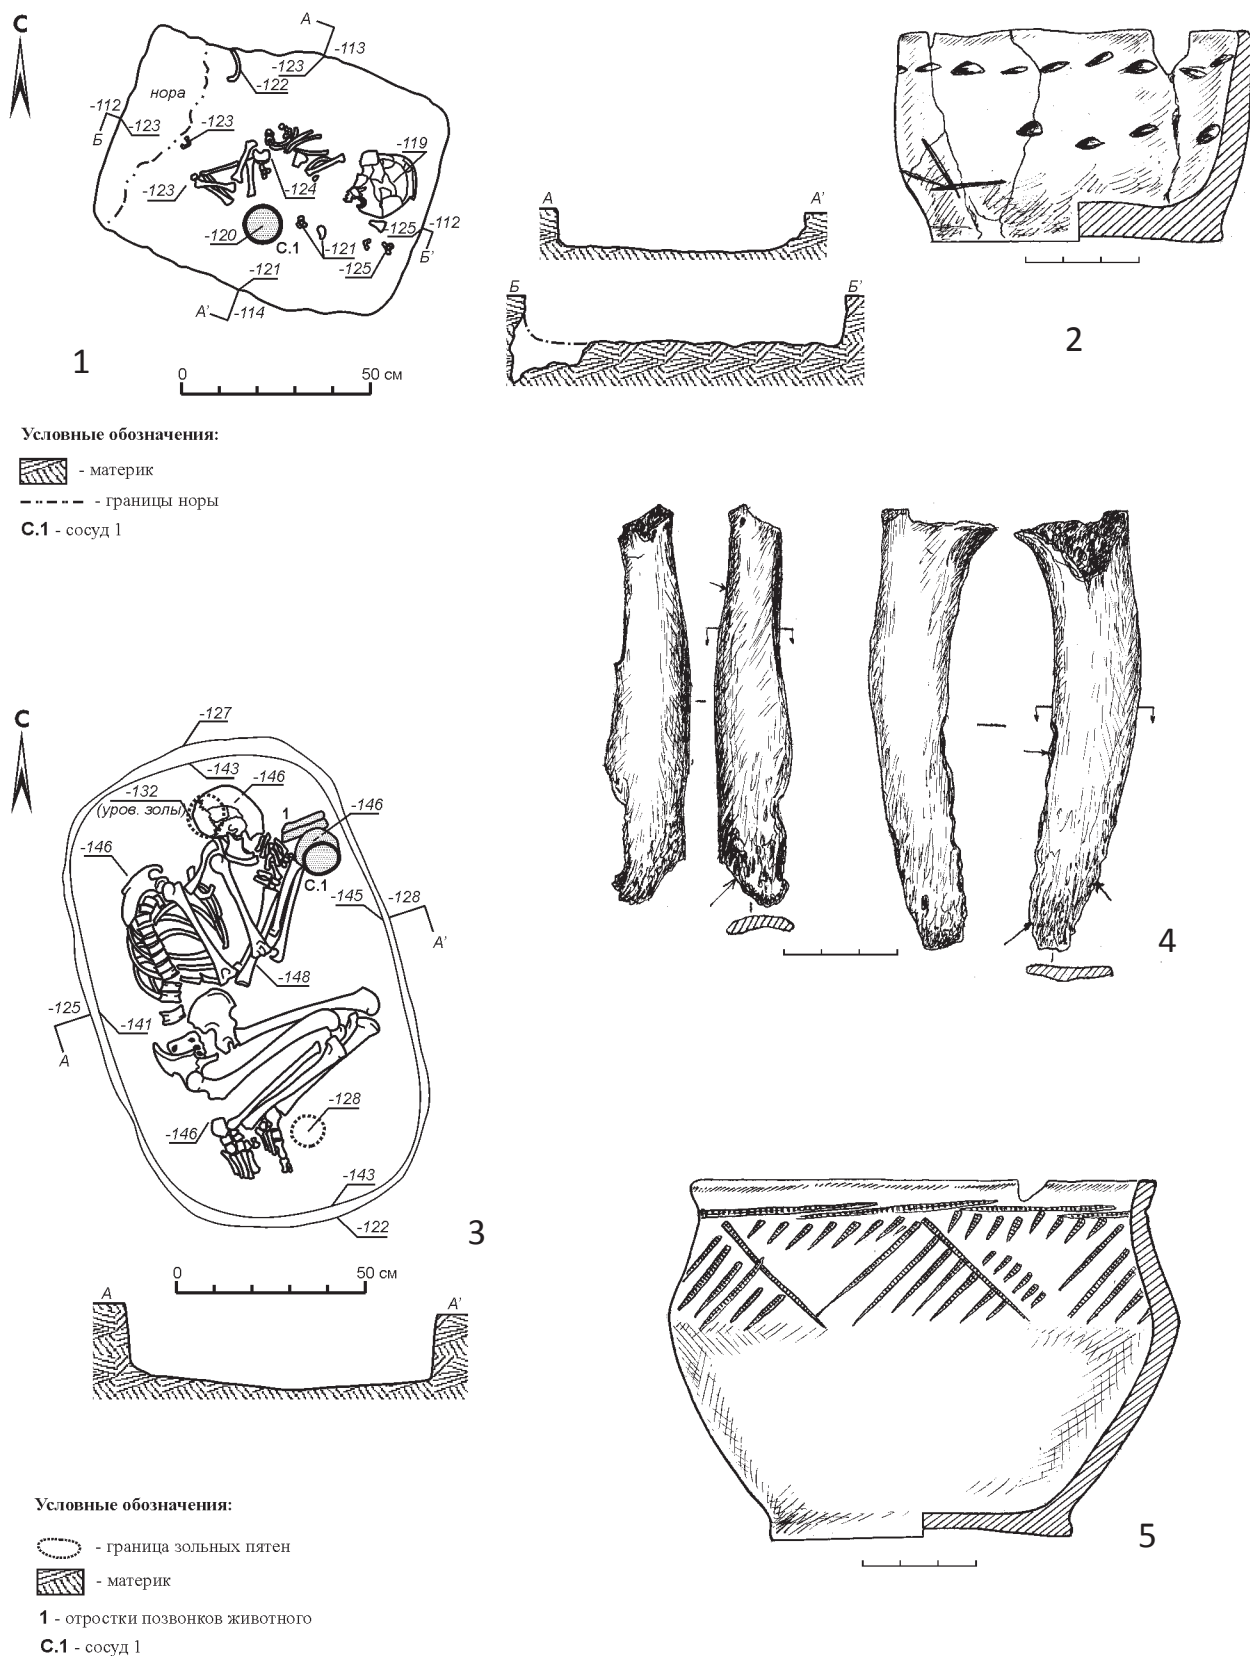 С
А
-113
-123
-122
нора
-112
Б
-123
-123
-119
-123
-124
-120
С.1
-121
-125
-112
Б'
-125
-121
А'
-114
1
0 50 см
А А'
Б Б'
2
Условные обозначения:
- материк
- границы норы
С.1 - сосуд 1
4
С
-127
-143
-146
-132
(уров. золы)
1
-146
-146
С.1
-145
-128
А'
-148
-125
-141
А
-128
-146
-143
-122
3
0 50 см
А А'
5
Условные обозначения:
- граница зольных пятен
- материк
1 - отростки позвонков животного
С.1 - сосуд 1